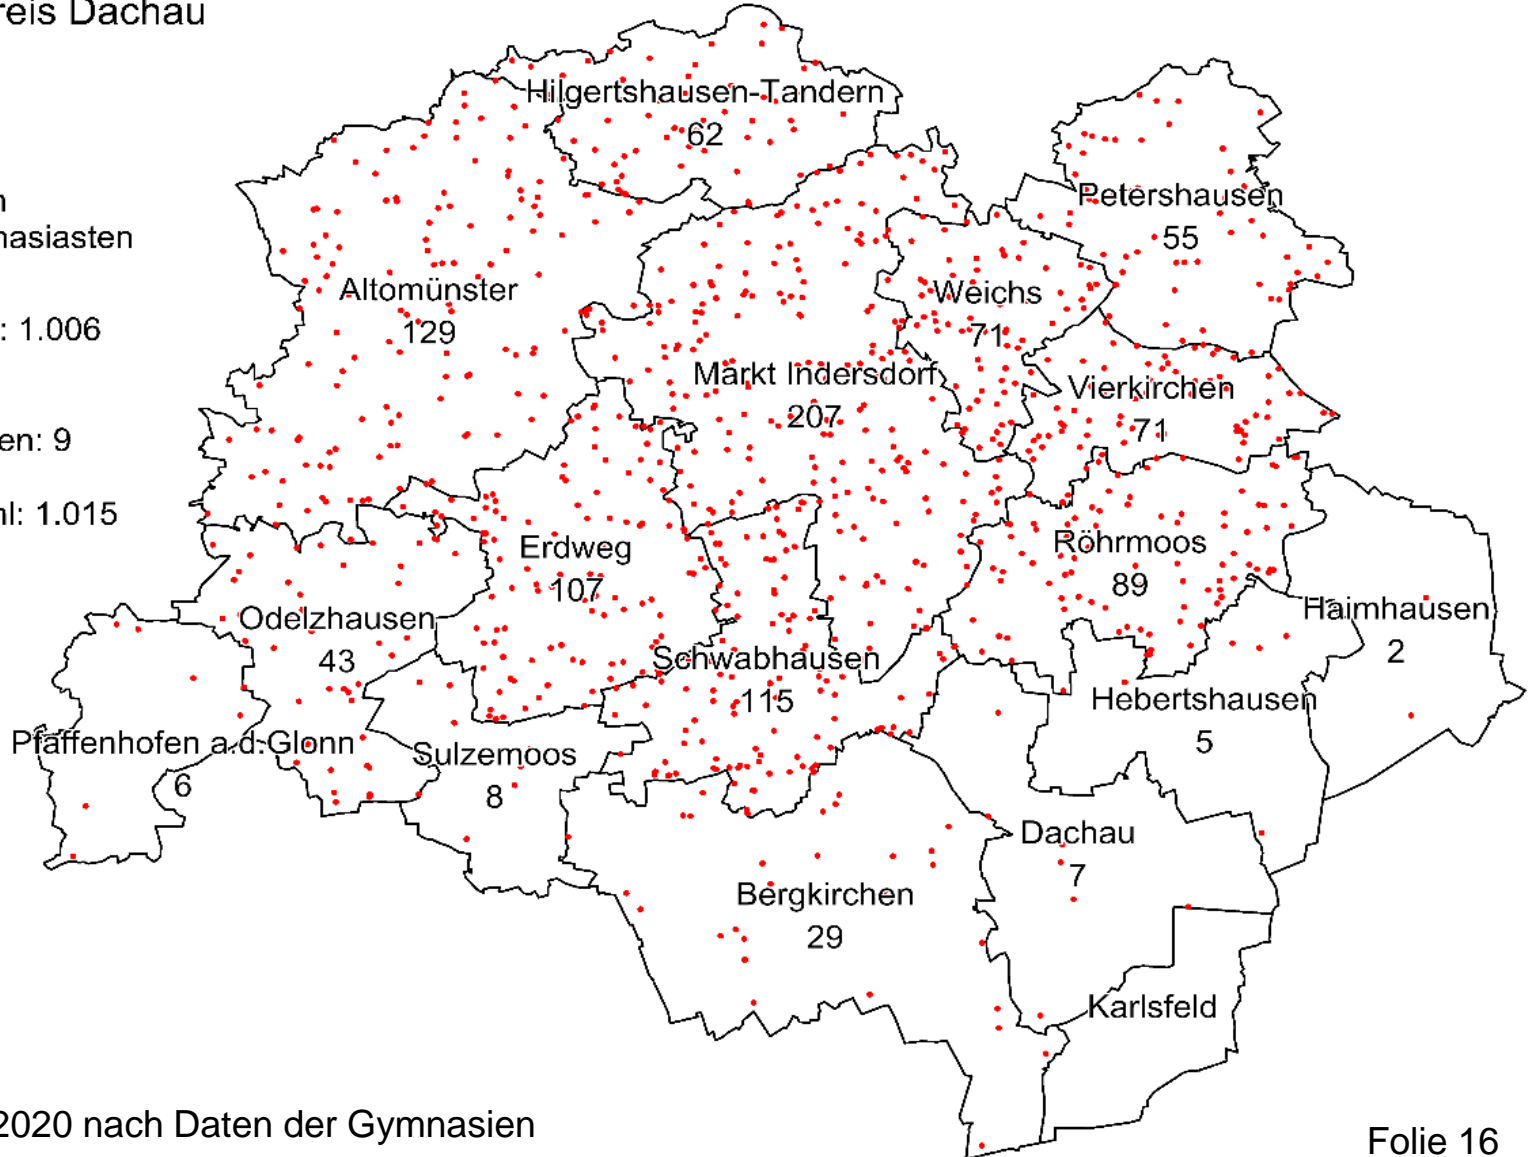 reis Dachau
Hilgertshausen-Tandern
62
Petershausen
55
n
nasiasten
Altomünster
129
: 1.006
Weichs
71
Markt Indersdorf
207
Vierkirchen
71
en: 9
hl: 1.015
Erdweg
107
Röhrmoos
89
Odelzhausen
43
Haimhausen
2
Schwabhausen
115
Hebertshausen
5
Pfaffenhofen a.d.Glonn
6
Sulzemoos
8
Dachau
7
Bergkirchen
29
Karlsfeld
2020 nach Daten der Gymnasien
Folie 16